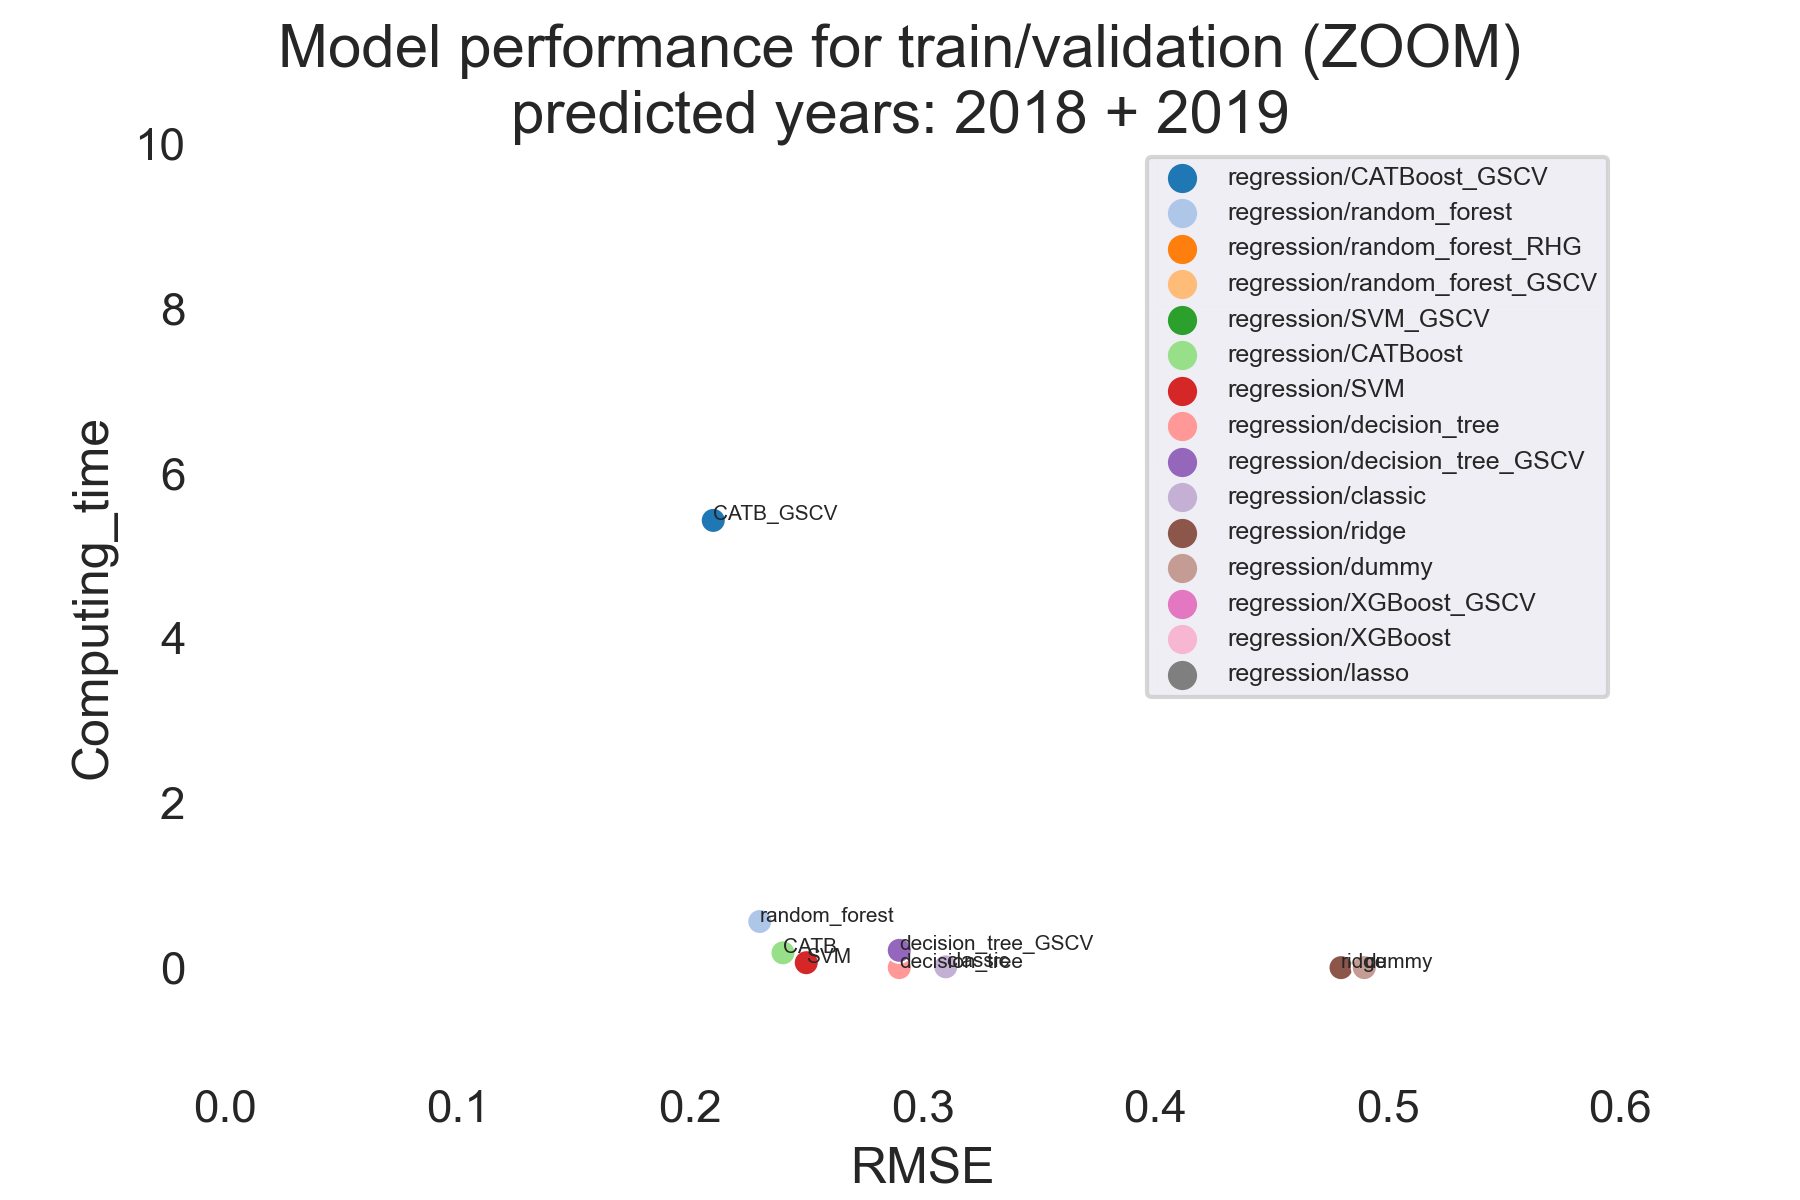 Model performance for train/validation (ZOOM)
predicted years: 2018 + 2019
10
8
6
4
2
0
Computing_time
regression/CATBoost_GSCV
regression/random_forest
regression/random_forest_RHG
regression/random_forest_GSCV
regression/SVM_GSCV
regression/CATBoost
regression/SVM
regression/decision_tree
regression/decision_tree_GSCV
regression/classic
regression/ridge
regression/dummy
regression/XGBoost_GSCV
regression/XGBoost
regression/lasso
CATB_GSCV
random_forest
CATB
SVM
decision_tree_GSCV
decision_tree
classic
ridge
dummy
0.0 0.1 0.2 0.3 0.4 0.5 0.6
RMSE